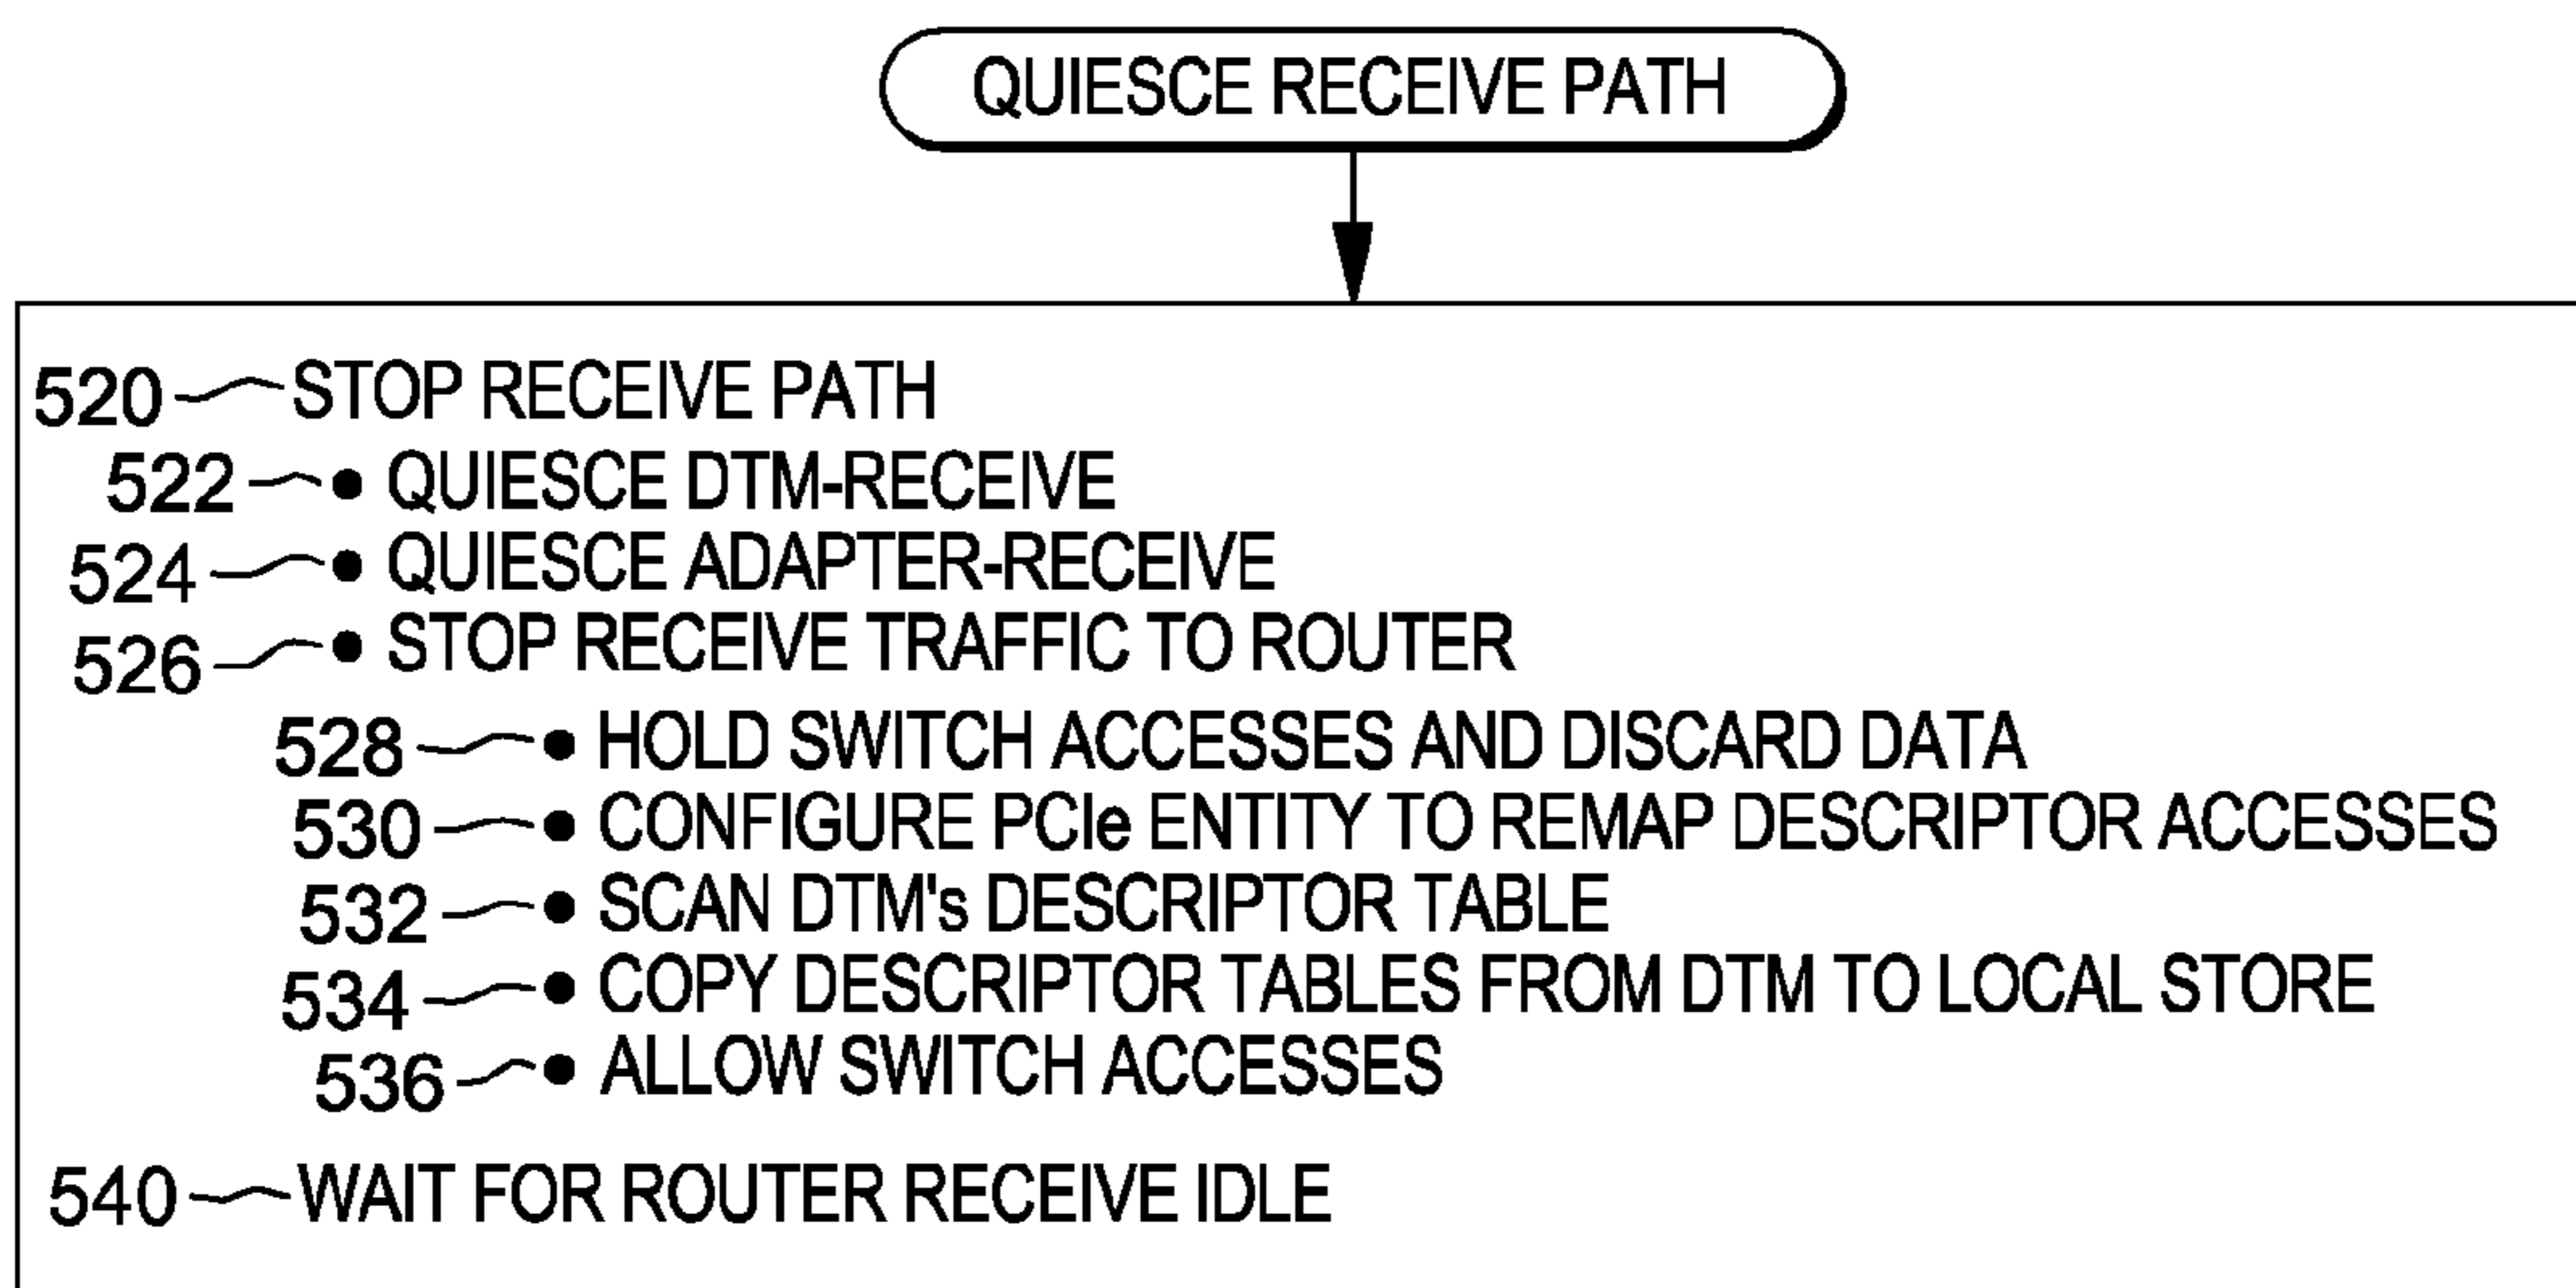 QUIESCE RECEIVE PATH
520 STOP RECEIVE PATH
522 • QUIESCE DTM-RECEIVE
524 • QUIESCE ADAPTER-RECEIVE
526 • STOP RECEIVE TRAFFIC TO ROUTER
528 • HOLD SWITCH ACCESSES AND DISCARD DATA
530 • CONFIGURE PCIe ENTITY TO REMAP DESCRIPTOR ACCESSES
532 • SCAN DTM's DESCRIPTOR TABLE
534 • COPY DESCRIPTOR TABLES FROM DTM TO LOCAL STORE
536 • ALLOW SWITCH ACCESSES
540 WAIT FOR ROUTER RECEIVE IDLE